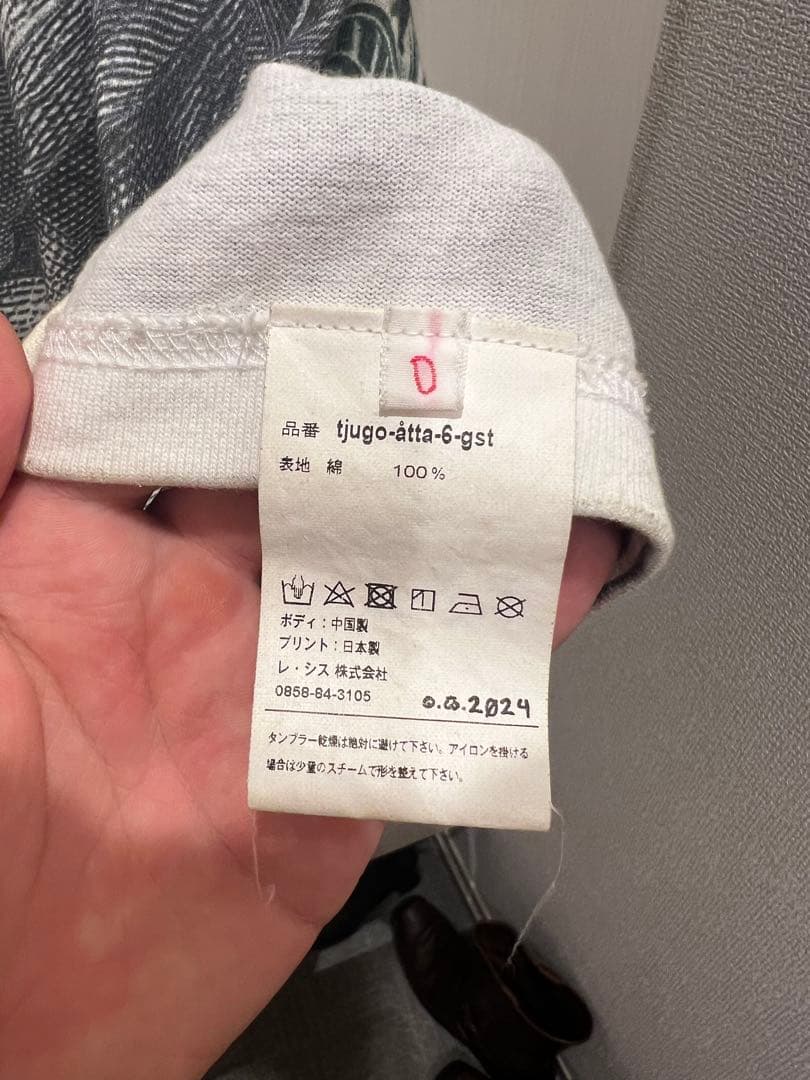 D
品番 tjugo-åtta-6-gst
表地 綿 100%
ボディ:中国製
プリント:日本製
レ・シス 株式会社
0858-84-3105
2024
タンブラー乾燥は絶対に避けて下さい。アイロンを掛ける
場合は少量のスチームで形を整えて下さい。